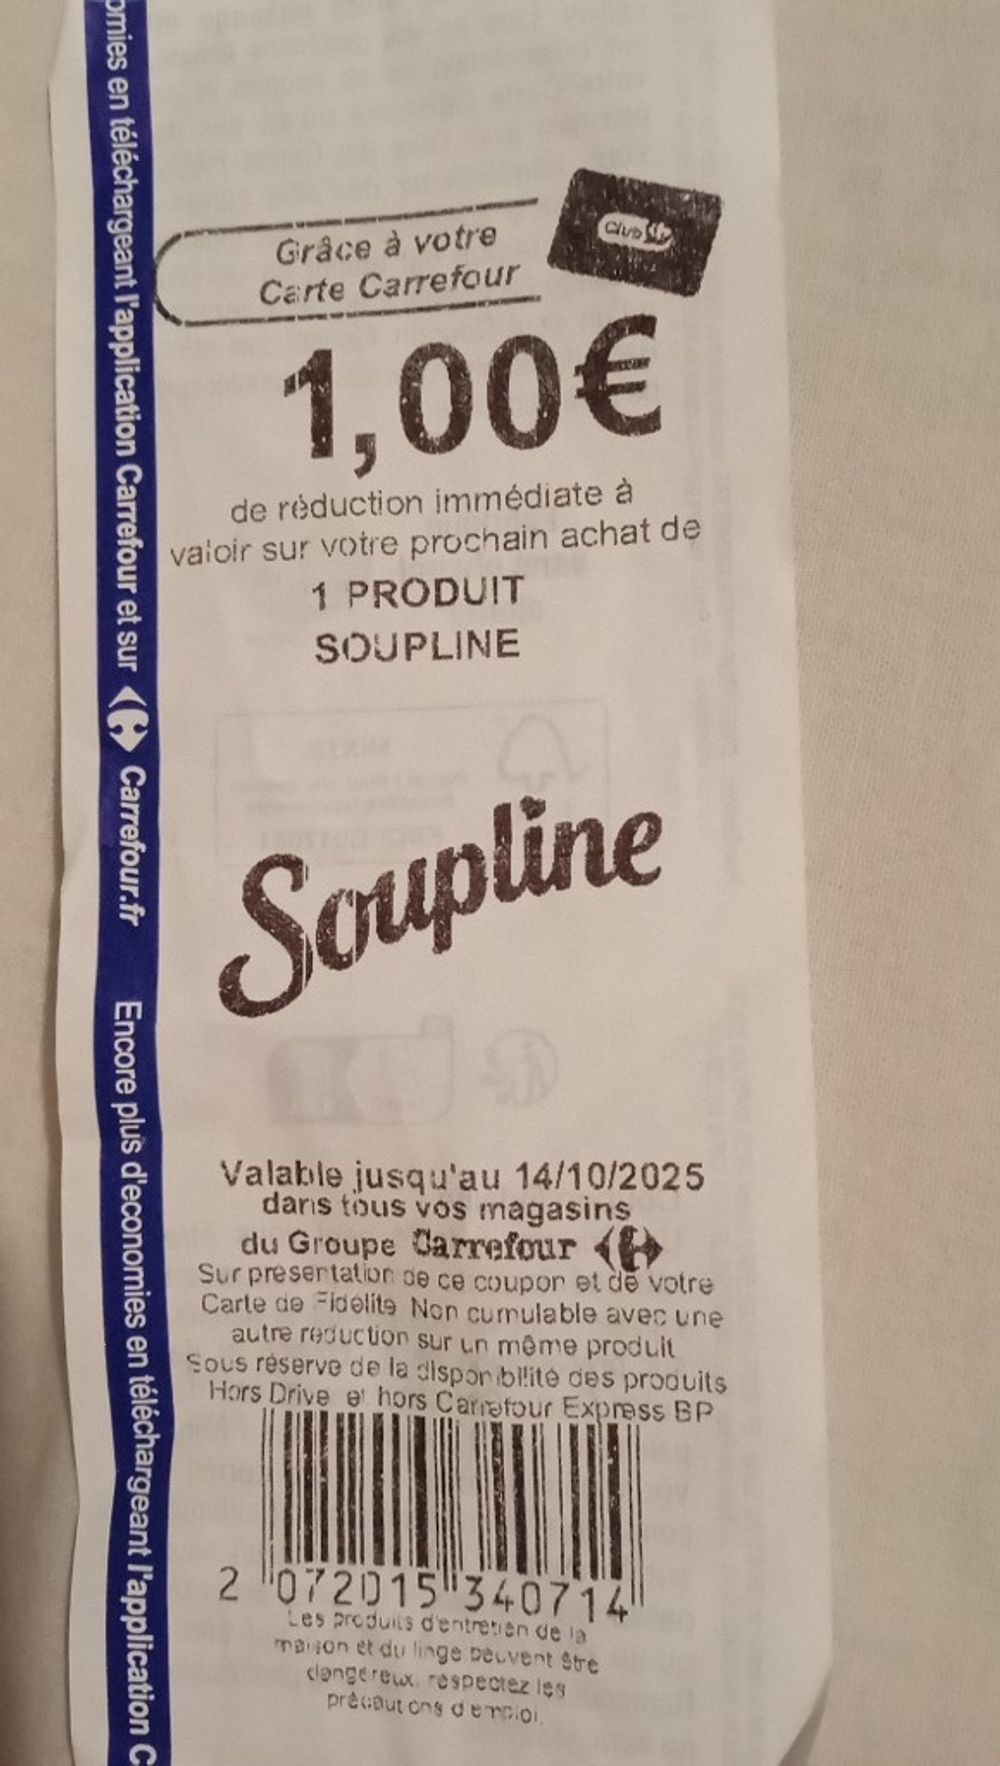 omies en téléchargeant l'application Carrefour et sur Carrefour.fr Encore plus d'economies en téléchargeant l'application C
Grâce à votre
Carte Carrefour
Club
1,00€
de réduction immédiate à
valoir sur votre prochain achat de
1 PRODUIT
SOUPLINE
Soupline
Valable jusqu'au 14/10/2025
dans tous vos magasins
du Groupe Carrefour
Sur presentation de ce coupon et de votre
Carte de Fidelite Non cumulable avec une
autre reduction sur un même produit
Sous réserve de la disponibilité des produits
Hors Drive et hors Carrefour Express BP
2 072015 340714
Les produits d'entretien de la
maison et du linge peuvent être
dangereux, respectez les
précautions d'emploi.